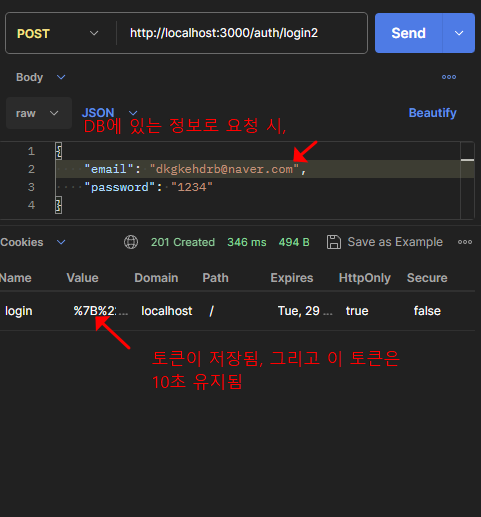 POST http://localhost:3000/auth/login2 Send
Body
raw JSON Beautify
DB에 있는 정보로 요청 시,
1 {
2 "email": "dkgkehdrb@naver.com",
3 "password": "1234"
4 }
Cookies 201 Created 346 ms 494 B Save as Example
Name Value Domain Path Expires HttpOnly Secure
login %7B%2... localhost / Tue, 29 ... true false
토큰이 저장됨, 그리고 이 토큰은
10초 유지됨